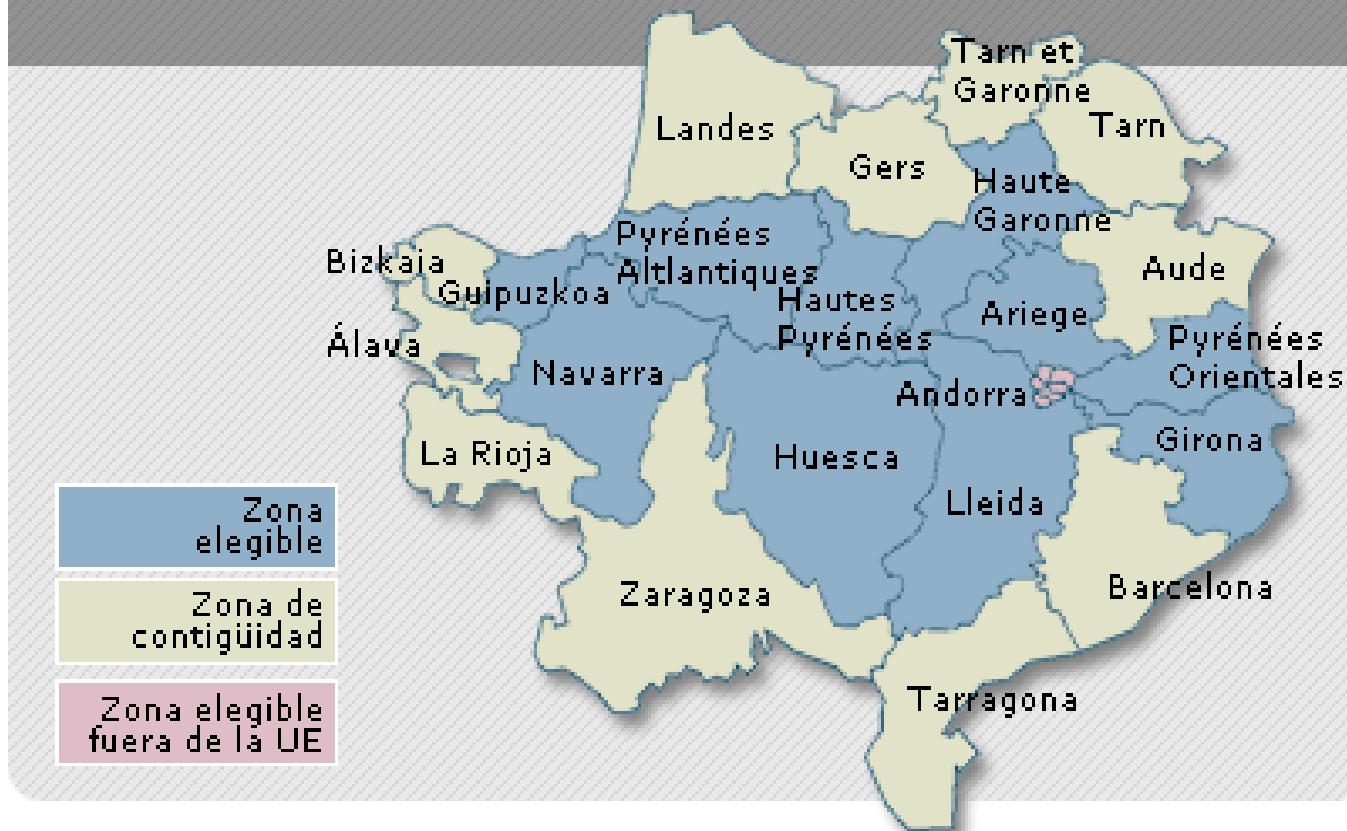 Tarn et
Garonne
Tarn
Landes
Gers
Haute
Garonne
Pyrénées
Altlantiques
Bizkaia
Aude
Guipuzkoa
Hautes
Pyrénées
Ariege
Pyrénées
Orientales
Álava
Navarra
Andorra
La Rioja
Huesca
Girona
Lleida
Zona
elegible
Zaragoza
Barcelona
Zona de
contigüidad
Tarragona
Zona elegible
fuera de la UE